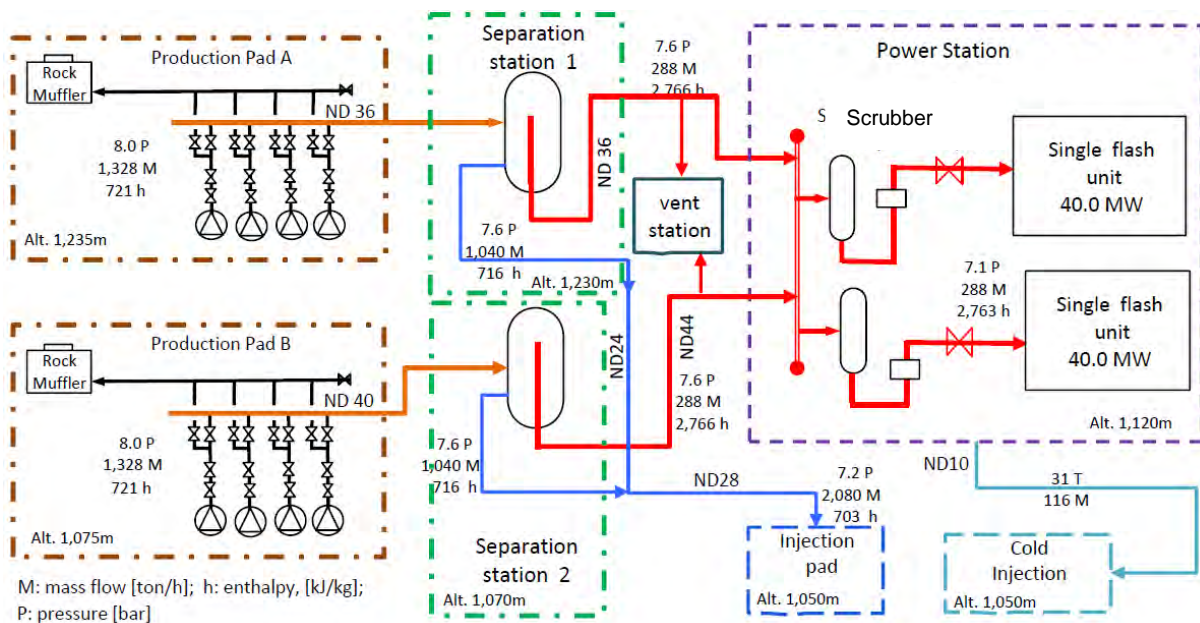 Production Pad A
Rock
Muffler
ND 36
8.0 P
1,328 M
721 h
Alt. 1,235m
Separation
station 1
7.6 P
1,040 M
716 h
Alt. 1,230m
ND 36
7.6 P
288 M
2,766 h
vent
station
Power Station
S
Scrubber
Single flash
unit
40.0 MW
7.1 P
288 M
2,763 h
Single flash
unit
40.0 MW
Alt. 1,120m
Production Pad B
Rock
Muffler
ND 40
8.0 P
1,328 M
721 h
Alt. 1,075m
7.6 P
1,040 M
716 h
Separation
station 2
Alt. 1,070m
ND24
ND44
7.6 P
288 M
2,766 h
ND28
7.2 P
2,080 M
703 h
Injection
pad
Alt. 1,050m
ND10
31 T
116 M
Cold
Injection
Alt. 1,050m
M: mass flow [ton/h]; h: enthalpy, [kJ/kg];
P: pressure [bar]